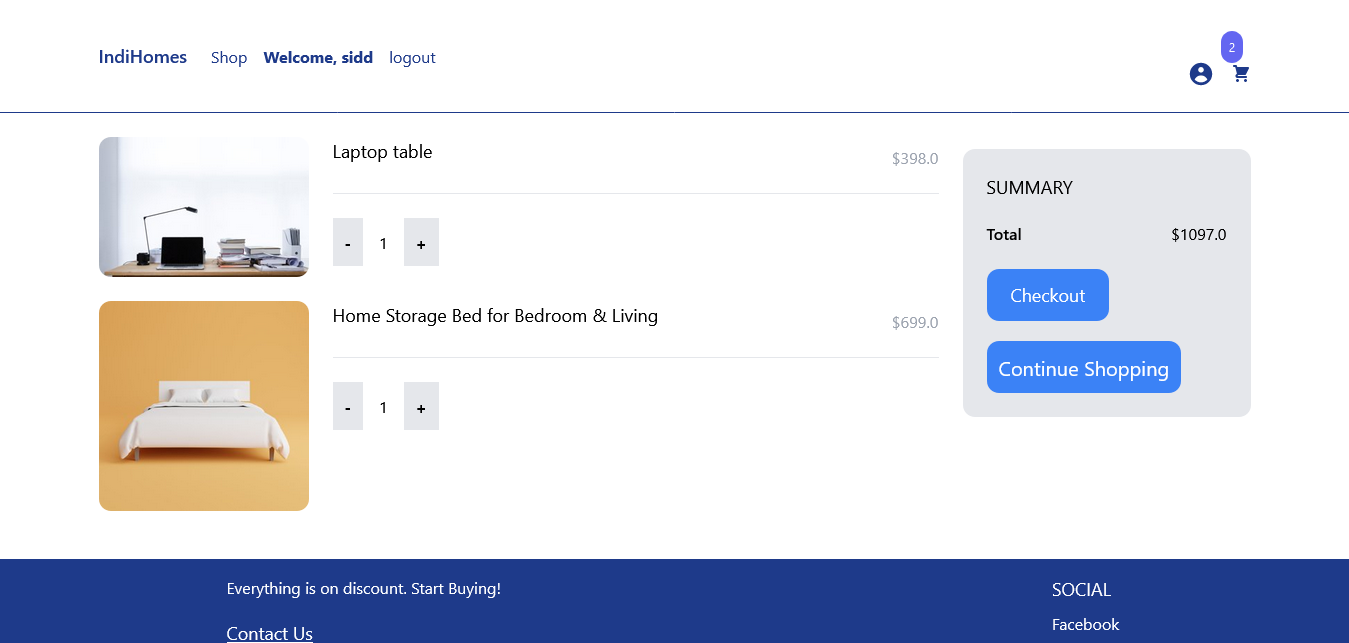 IndiHomes Shop Welcome, sidd logout
2
Laptop table
$398.0
- 1 +
Home Storage Bed for Bedroom & Living
$699.0
- 1 +
SUMMARY
Total $1097.0
Checkout
Continue Shopping
Everything is on discount. Start Buying!
Contact Us
SOCIAL
Facebook